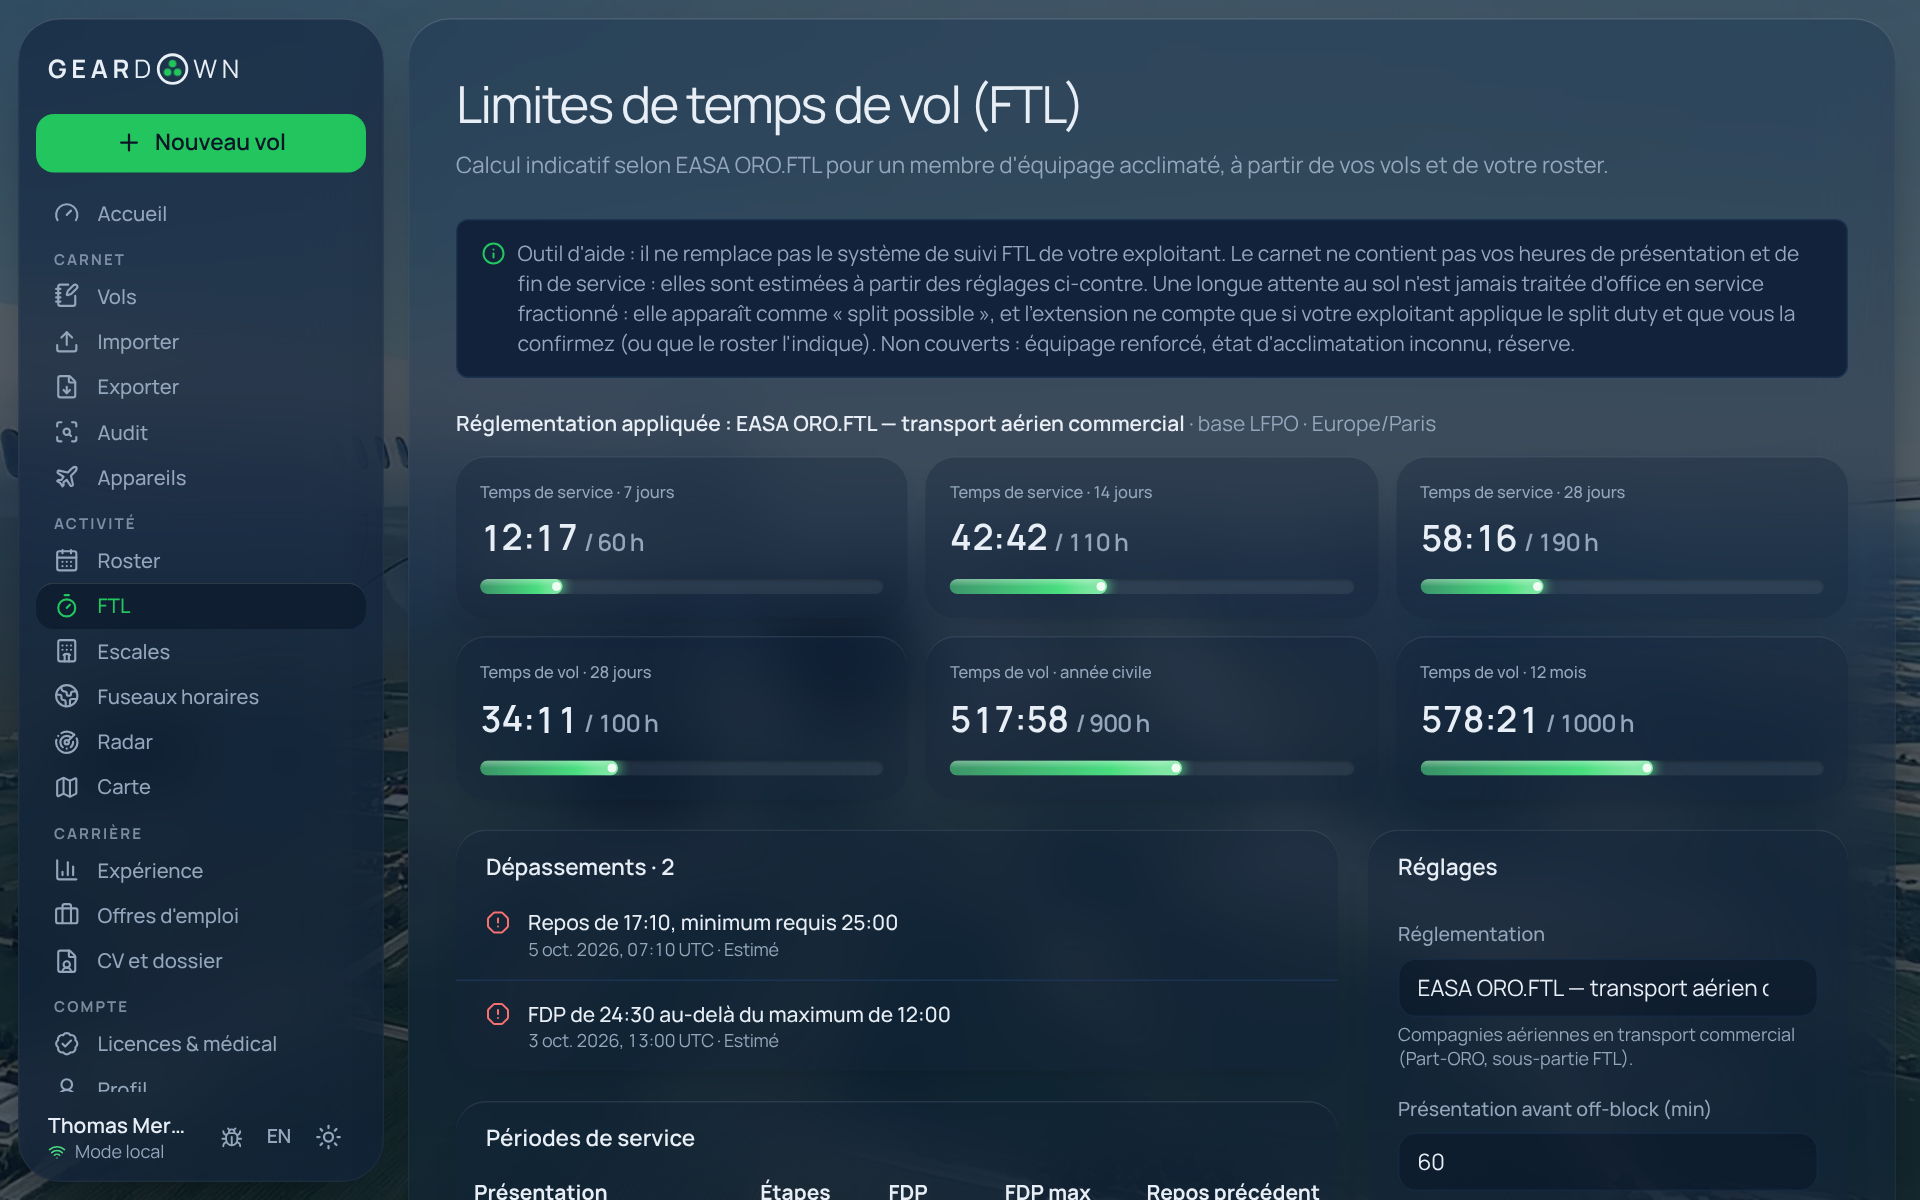 GEARDOWN
Nouveau vol
Accueil
CARNET
Vols
Importer
Exporter
Audit
Appareils
ACTIVITÉ
Roster
FTL
Escales
Fuseaux horaires
Radar
Carte
CARRIÈRE
Expérience
Offres d'emploi
CV et dossier
COMPTE
Licences & médical
Profil
Thomas Mer...
Mode local
EN
Limites de temps de vol (FTL)
Calcul indicatif selon EASA ORO.FTL pour un membre d'équipage acclimaté, à partir de vos vols et de votre roster.
Outil d'aide : il ne remplace pas le système de suivi FTL de votre exploitant. Le carnet ne contient pas vos heures de présentation et de
fin de service : elles sont estimées à partir des réglages ci-contre. Une longue attente au sol n'est jamais traitée d'office en service
fractionné : elle apparaît comme « split possible », et l'extension ne compte que si votre exploitant applique le split duty et que vous la
confirmez (ou que le roster l'indique). Non couverts : équipage renforcé, état d'acclimatation inconnu, réserve.
Réglementation appliquée : EASA ORO.FTL — transport aérien commercial · base LFPO · Europe/Paris
Temps de service · 7 jours
12:17 / 60 h
Temps de service · 14 jours
42:42 / 110 h
Temps de service · 28 jours
58:16 / 190 h
Temps de vol · 28 jours
34:11 / 100 h
Temps de vol · année civile
517:58 / 900 h
Temps de vol · 12 mois
578:21 / 1000 h
Dépassements · 2
Repos de 17:10, minimum requis 25:00
5 oct. 2026, 07:10 UTC · Estimé
FDP de 24:30 au-delà du maximum de 12:00
3 oct. 2026, 13:00 UTC · Estimé
Périodes de service
Présentation Étapes FDP FDP max Repos précédent
Réglages
Réglementation
EASA ORO.FTL — transport aérien c
Compagnies aériennes en transport commercial
(Part-ORO, sous-partie FTL).
Présentation avant off-block (min)
60